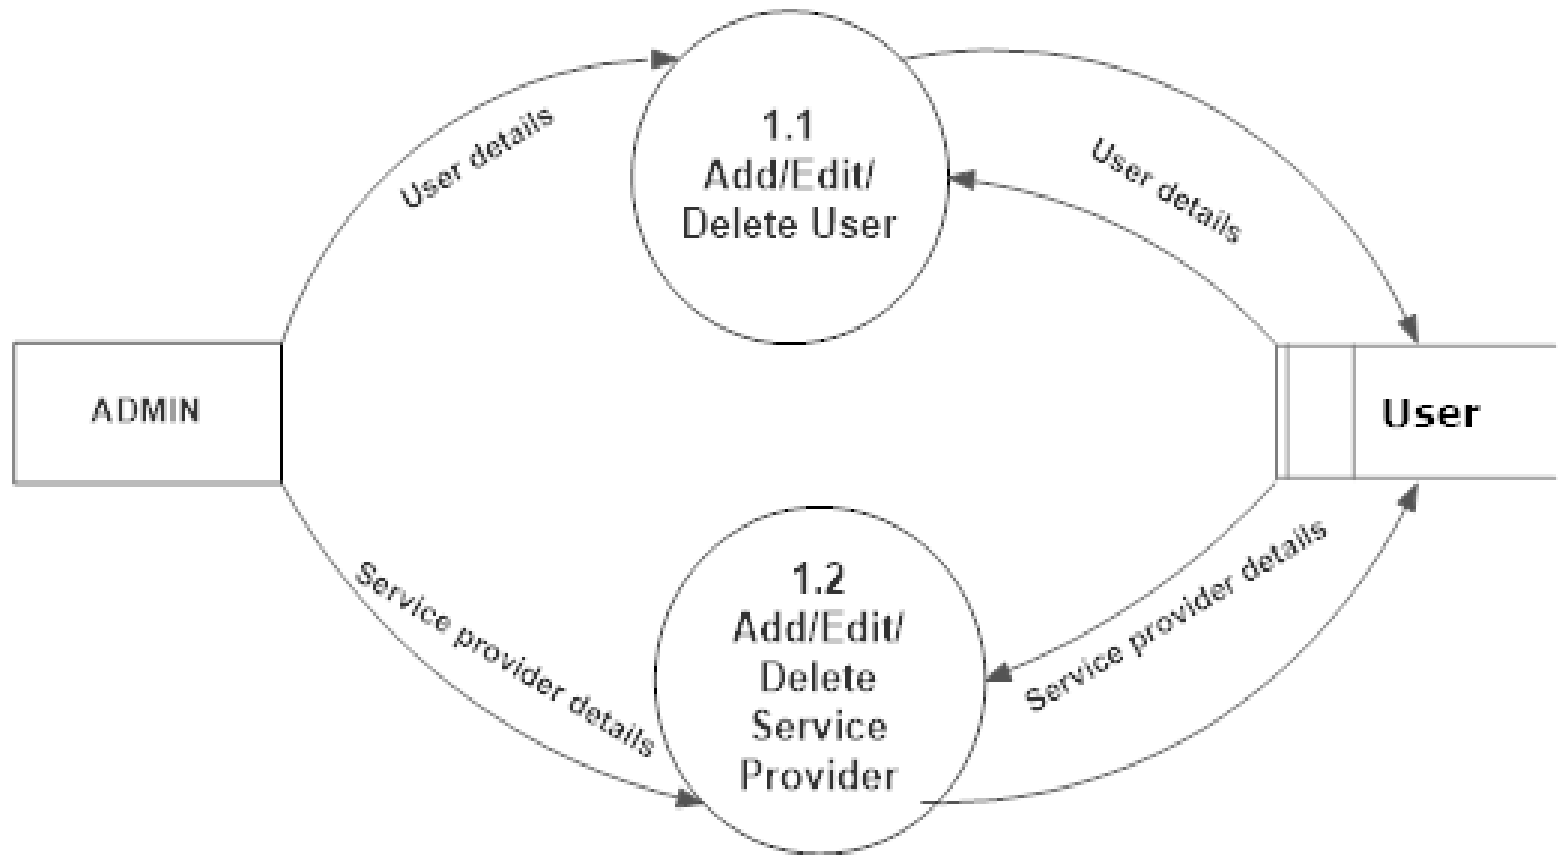 1.1
Add/Edit/
Delete User
User details
User details
ADMIN
User
1.2
Add/Edit/
Delete
Service
Provider
Service provider details
Service provider details